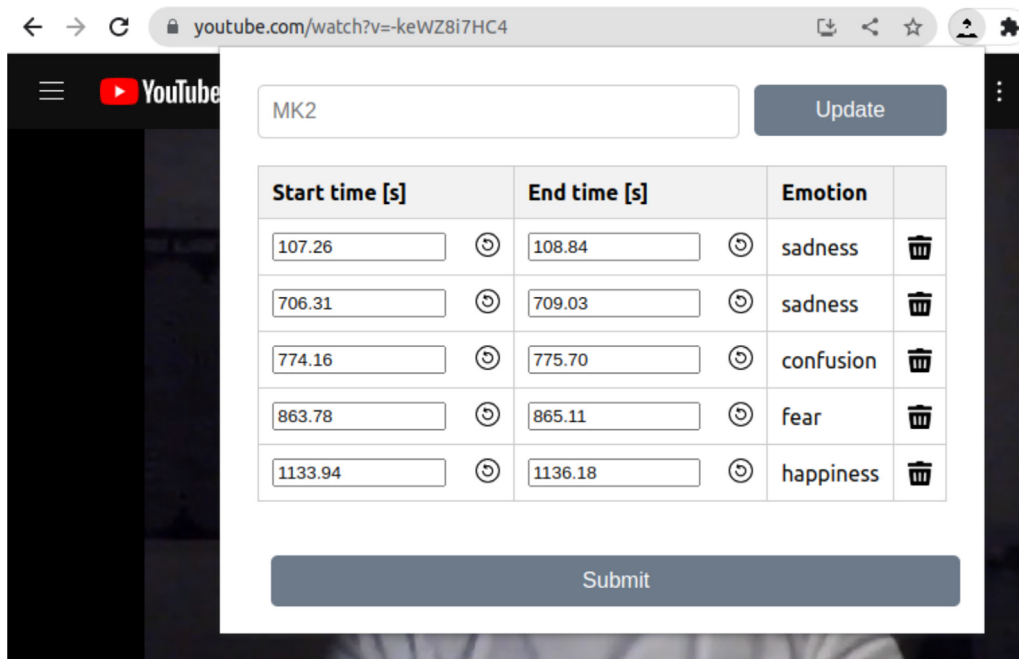 youtube.com/watch?v=-keWZ8i7HC4
YouTube
MK2 Update
Start time [s] End time [s] Emotion
107.26 108.84 sadness
706.31 709.03 sadness
774.16 775.70 confusion
863.78 865.11 fear
1133.94 1136.18 happiness
Submit